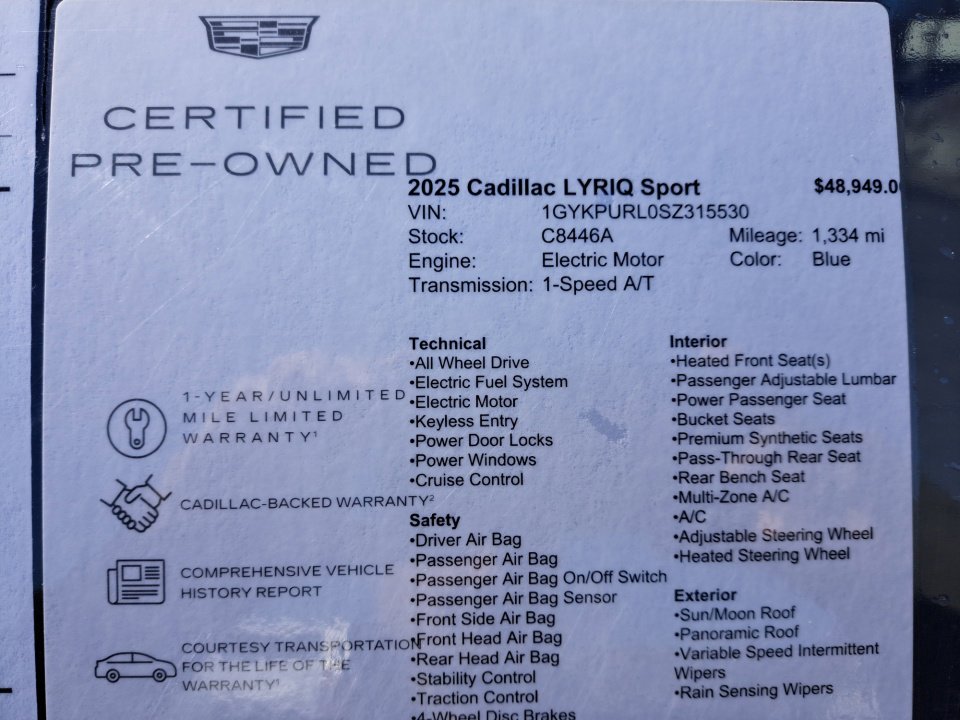 CERTIFIED
PRE-OWNED
2025 Cadillac LYRIQ Sport $48,949.0
VIN: 1GYKPURL0SZ315530
Stock: C8446A Mileage: 1,334 mi
Engine: Electric Motor Color: Blue
Transmission: 1-Speed A/T
1-YEAR/UNLIMITED
MILE LIMITED
WARRANTY¹
CADILLAC-BACKED WARRANTY²
COMPREHENSIVE VEHICLE
HISTORY REPORT
COURTESY TRANSPORTATION
FOR THE LIFE OF THE
WARRANTY¹
Technical
•All Wheel Drive
•Electric Fuel System
•Electric Motor
•Keyless Entry
•Power Door Locks
•Power Windows
•Cruise Control
Safety
•Driver Air Bag
•Passenger Air Bag
•Passenger Air Bag On/Off Switch
•Passenger Air Bag Sensor
•Front Side Air Bag
•Front Head Air Bag
•Rear Head Air Bag
•Stability Control
•Traction Control
•4-Wheel Disc Brakes
Interior
•Heated Front Seat(s)
•Passenger Adjustable Lumbar
•Power Passenger Seat
•Bucket Seats
•Premium Synthetic Seats
•Pass-Through Rear Seat
•Rear Bench Seat
•Multi-Zone A/C
•A/C
•Adjustable Steering Wheel
•Heated Steering Wheel
Exterior
•Sun/Moon Roof
•Panoramic Roof
•Variable Speed Intermittent
Wipers
•Rain Sensing Wipers